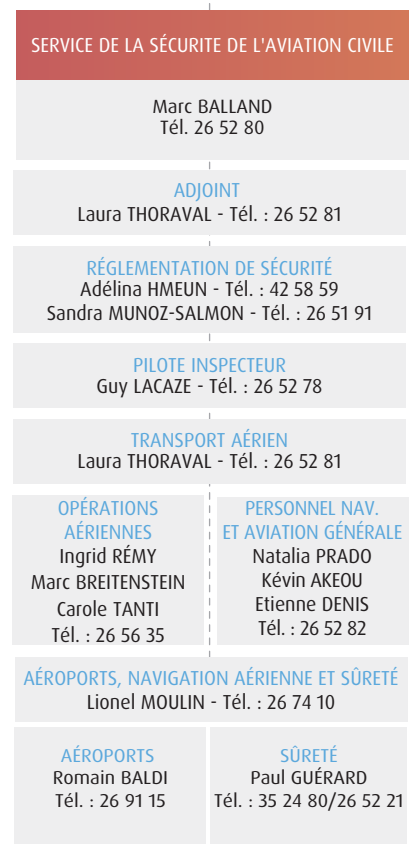 SERVICE DE LA SÉCURITE DE L'AVIATION CIVILE
Marc BALLAND
Tél. 26 52 80
ADJOINT
Laura THORAVAL - Tél. : 26 52 81
RÉGLEMENTATION DE SÉCURITÉ
Adélina HMEUN - Tél. : 42 58 59
Sandra MUNOZ-SALMON - Tél. : 26 51 91
PILOTE INSPECTEUR
Guy LACAZE - Tél. : 26 52 78
TRANSPORT AÉRIEN
Laura THORAVAL - Tél. : 26 52 81
OPÉRATIONS
AÉRIENNES
Ingrid RÉMY
Marc BREITENSTEIN
Carole TANTI
Tél. : 26 56 35
PERSONNEL NAV.
ET AVIATION GÉNÉRALE
Natalia PRADO
Kévin AKEOU
Etienne DENIS
Tél. : 26 52 82
AÉROPORTS, NAVIGATION AÉRIENNE ET SÛRETÉ
Lionel MOULIN - Tél. : 26 74 10
AÉROPORTS
Romain BALDI
Tél. : 26 91 15
SÛRETÉ
Paul GUÉRARD
Tél. : 35 24 80/26 52 21